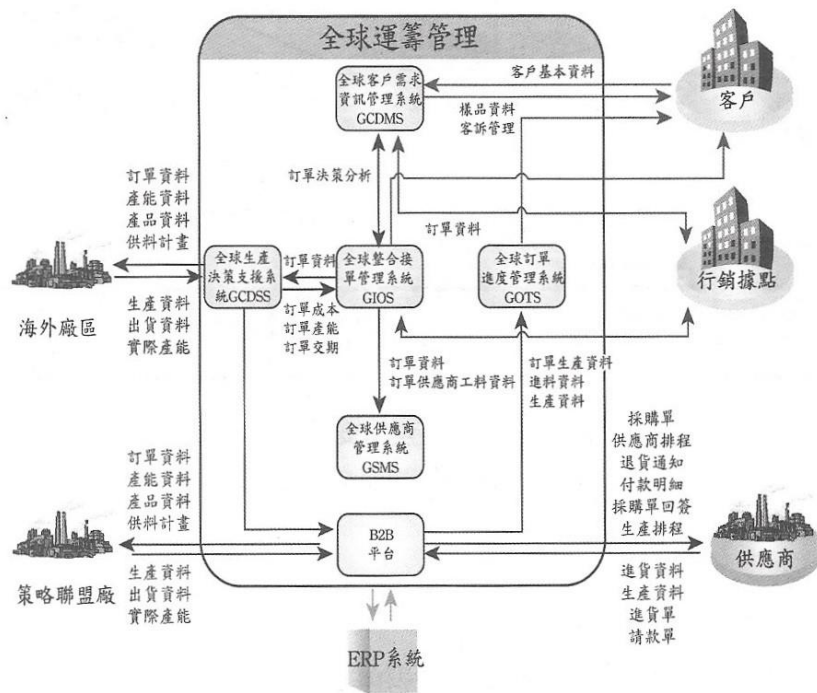 全球運籌管理
全球客戶需求
資訊管理系統
GCDMS
客戶基本資料
樣品資料
客訴管理
客戶
訂單決策分析
訂單資料
行銷據點
訂單資料
產能資料
產品資料
供料計畫
海外廠區
生產資料
出貨資料
實際產能
全球生產
決策支援系
統GCDSS
訂單資料
訂單成本
訂單產能
訂單交期
全球整合接
單管理系統
GIOS
全球訂單
進度管理系統
GOTS
訂單資料
訂單供應商工料資料
訂單生產資料
進料資料
生產資料
全球供應商
管理系統
GSMS
訂單資料
產能資料
產品資料
供料計畫
策略聯盟廠
生產資料
出貨資料
實際產能
B2B
平台
採購單
供應商排程
退貨通知
付款明細
採購單回簽
生產排程
供應商
進貨資料
生產資料
進貨單
請款單
ERP系統